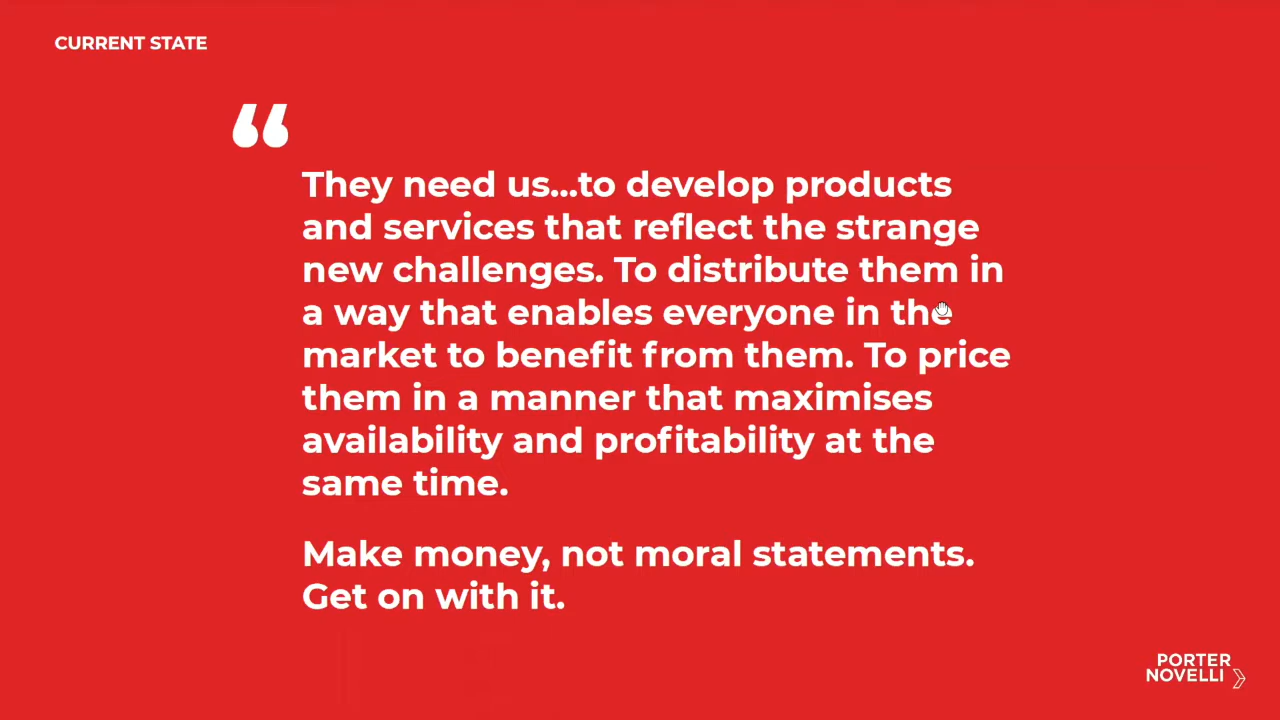 CURRENT STATE
“
They need us...to develop products
and services that reflect the strange
new challenges. To distribute them in
a way that enables everyone in the
market to benefit from them. To price
them in a manner that maximises
availability and profitability at the
same time.
Make money, not moral statements.
Get on with it.
PORTER
NOVELLI